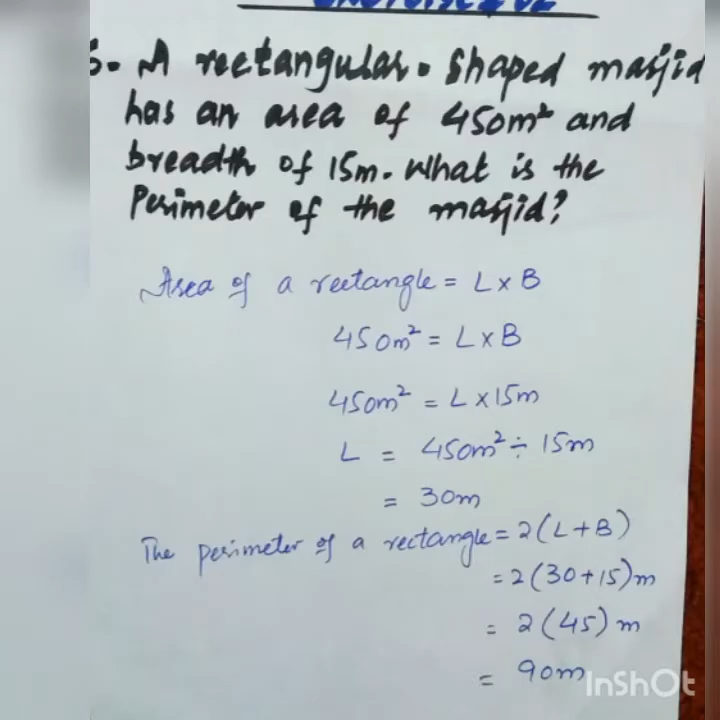 A rectangular. shaped masjid
has an area of 450m² and
breadth of 15m. What is the
Perimeter of the masjid?
Area of a rectangle = L x B
450m² = L x B
450m² = L x 15m
L = 450m² ÷ 15m
= 30m
The perimeter of a rectangle = 2(L+B)
= 2(30+15)m
= 2(45)m
= 90m
InShOt